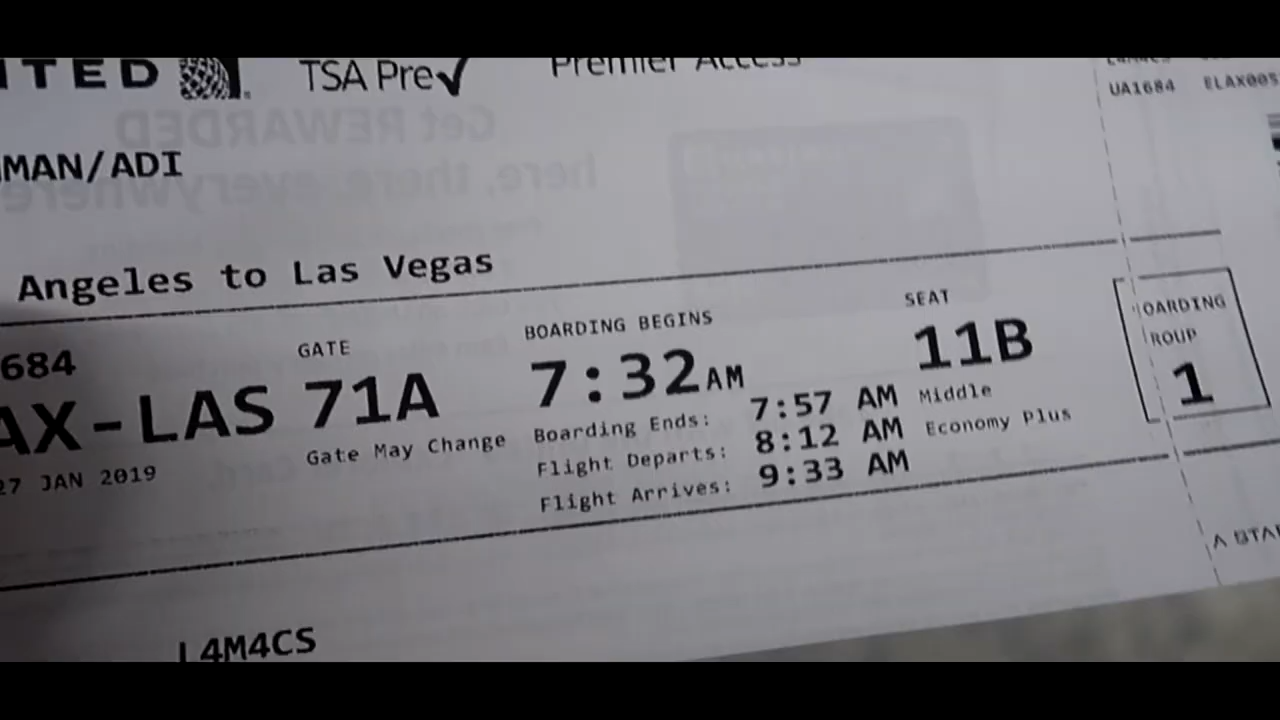 ITED TSA Pre✓ Premier Access
UA1684 ELAX005
MAN/ADI
Angeles to Las Vegas
684
GATE
BOARDING BEGINS
SEAT
AX-LAS 71A 7:32AM 11B
Gate May Change
27 JAN 2019
Boarding Ends: 7:57 AM
Flight Departs: 8:12 AM
Flight Arrives: 9:33 AM
Middle
Economy Plus
OARDING
ROUP
1
A STAR
L4M4CS
Get REWARDED
here, there, everywhere